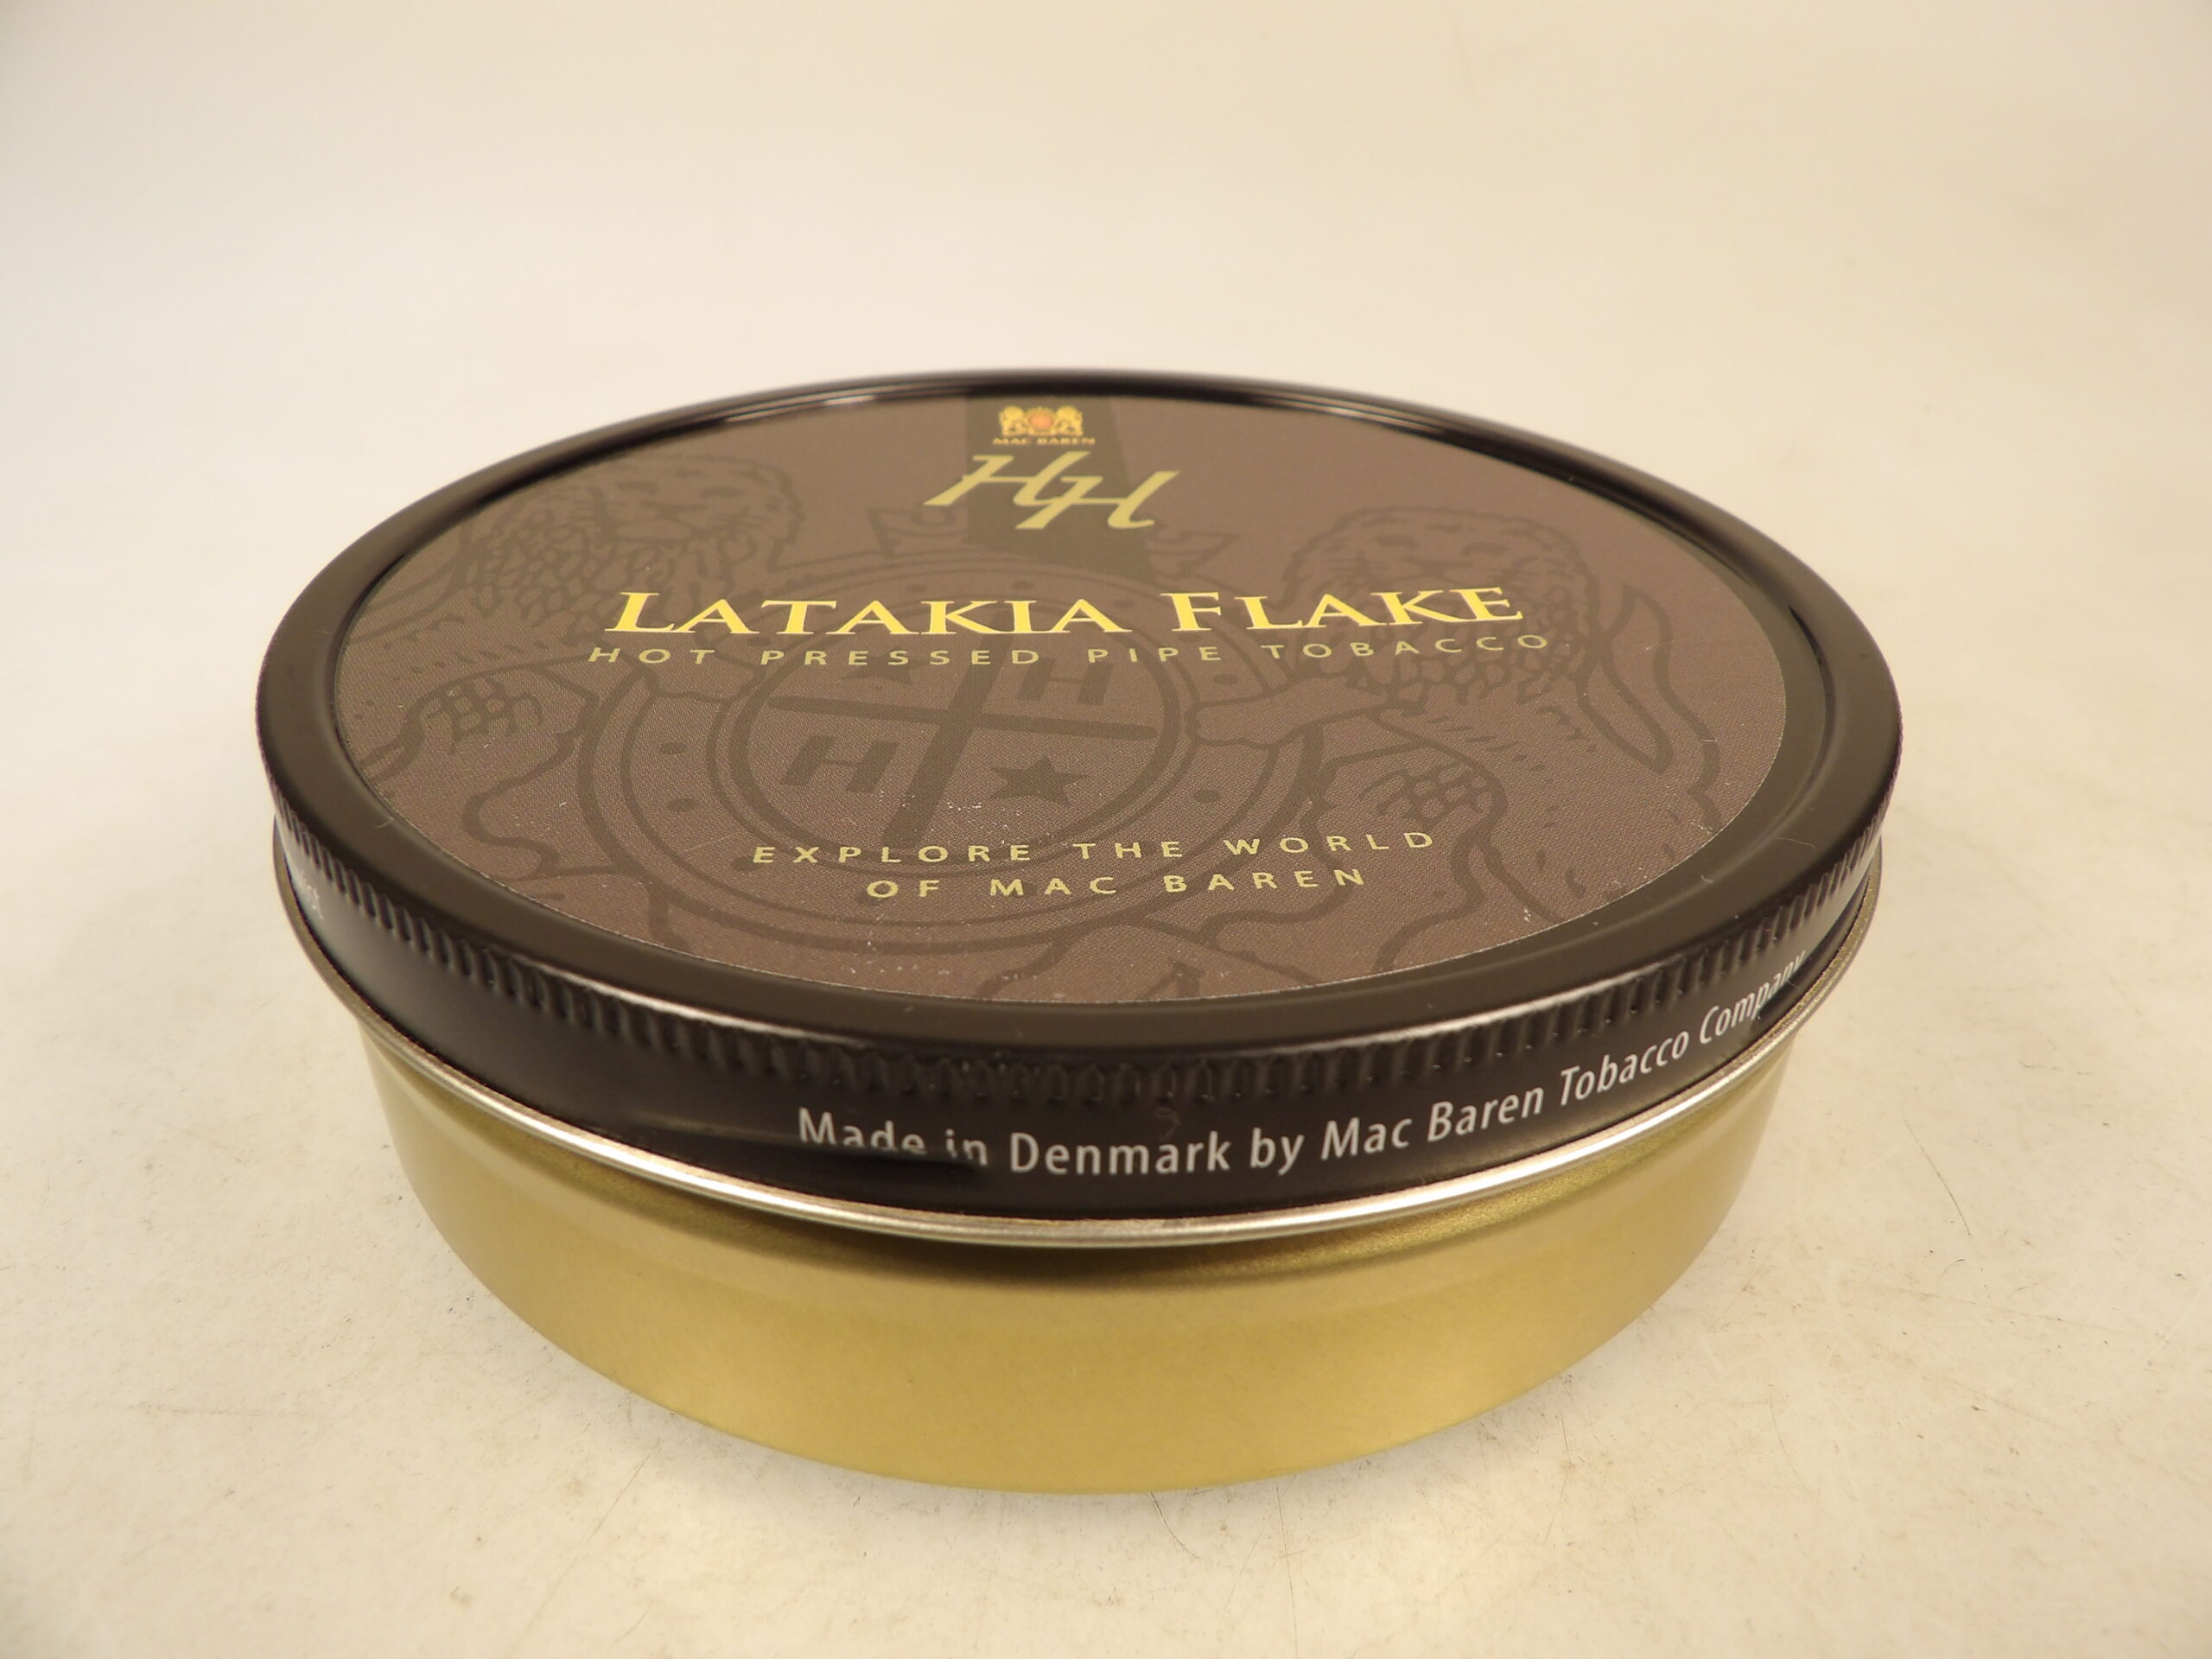 MAC BAREN
HH
LATAKIA FLAKE
HOT PRESSED PIPE TOBACCO
H
H
EXPLORE THE WORLD
OF MAC BAREN
Made in Denmark by Mac Baren Tobacco Company